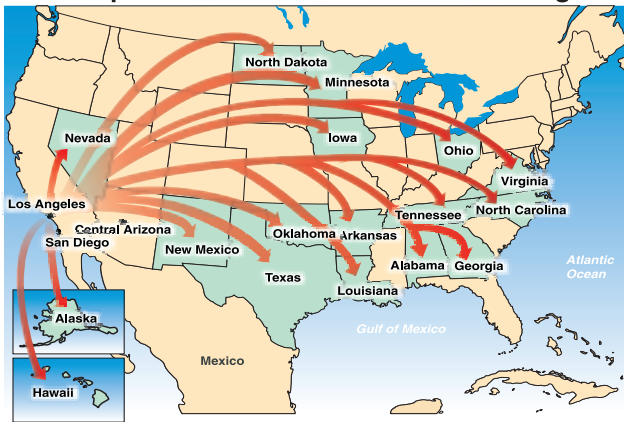 North Dakota
Minnesota
Nevada
Iowa
Ohio
Virginia
Los Angeles
Tennessee
North Carolina
Central Arizona
San Diego
New Mexico
Oklahoma
Arkansas
Atlantic
Ocean
Alabama
Georgia
Texas
Louisiana
Alaska
Gulf of Mexico
Mexico
Hawaii